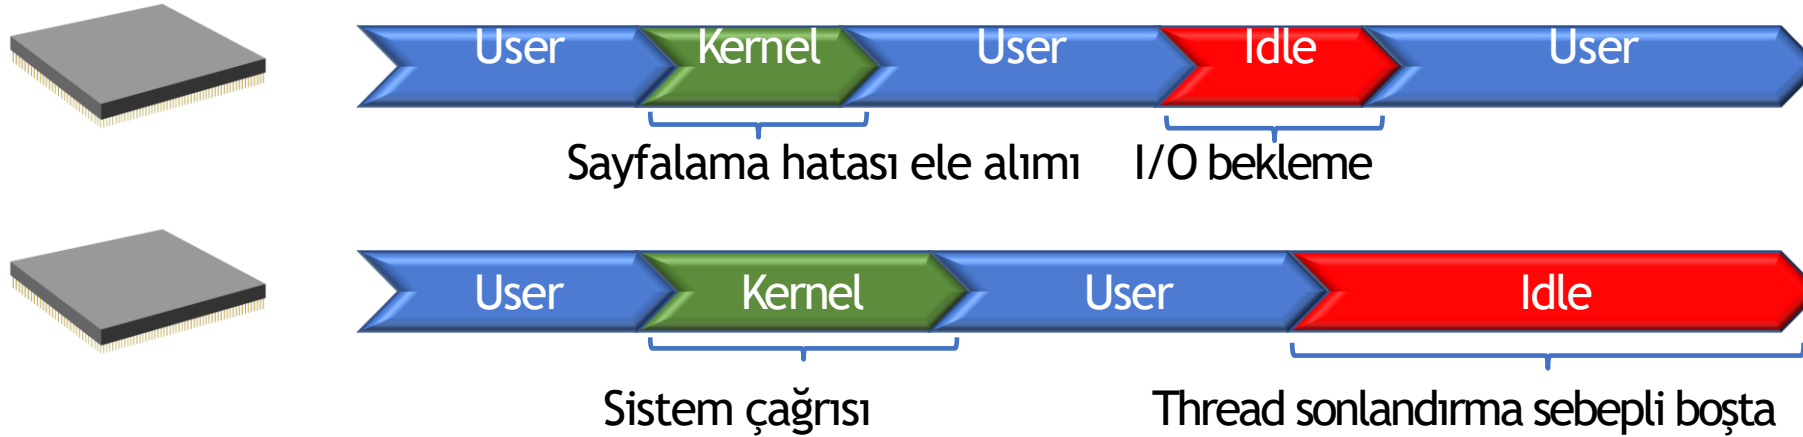 User Kernel User Idle User
Sayfalama hatası ele alımı I/O bekleme
User Kernel User Idle
Sistem çağrısı Thread sonlandırma sebepli boşta